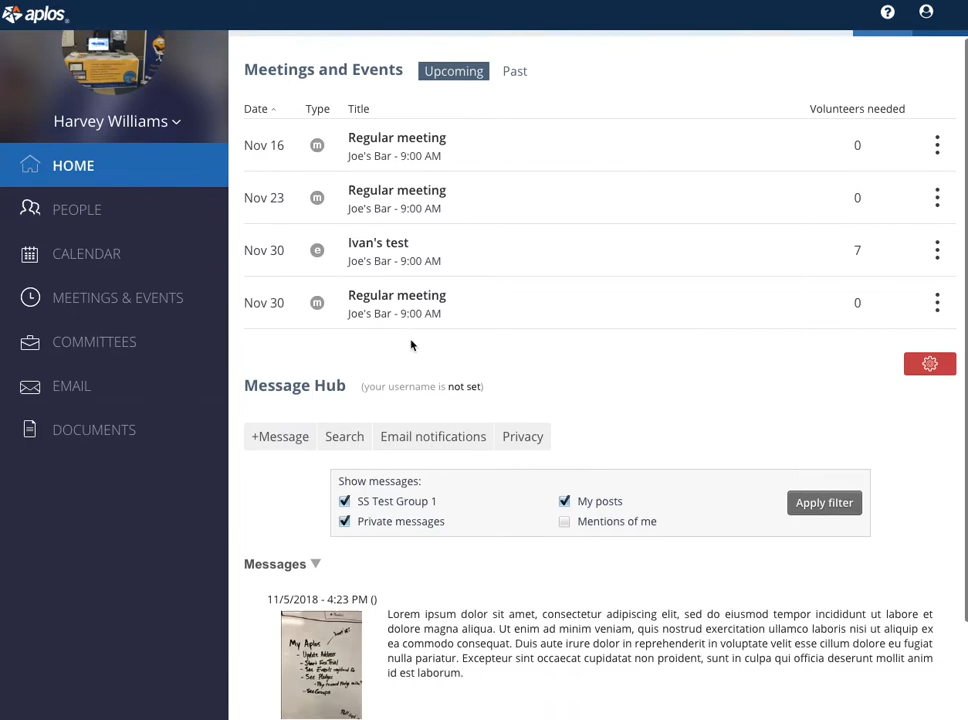 aplos
?
Meetings and Events Upcoming Past
Date Type Title Volunteers needed
Nov 16 m Regular meeting 0
Joe's Bar - 9:00 AM
Nov 23 m Regular meeting 0
Joe's Bar - 9:00 AM
Nov 30 e Ivan's test 7
Joe's Bar - 9:00 AM
Nov 30 m Regular meeting 0
Joe's Bar - 9:00 AM
Harvey Williams
HOME
PEOPLE
CALENDAR
MEETINGS & EVENTS
COMMITTEES
EMAIL
DOCUMENTS
Message Hub (your username is not set)
+Message Search Email notifications Privacy
Show messages:
SS Test Group 1 My posts
Private messages Mentions of me
Apply filter
Messages
11/5/2018 - 4:23 PM ()
My Aplos
- Update Address
- See Groups
Lorem ipsum dolor sit amet, consectetur adipiscing elit, sed do eiusmod tempor incididunt ut labore et
dolore magna aliqua. Ut enim ad minim veniam, quis nostrud exercitation ullamco laboris nisi ut aliquip ex
ea commodo consequat. Duis aute irure dolor in reprehenderit in voluptate velit esse cillum dolore eu fugiat
nulla pariatur. Excepteur sint occaecat cupidatat non proident, sunt in culpa qui officia deserunt mollit anim
id est laborum.